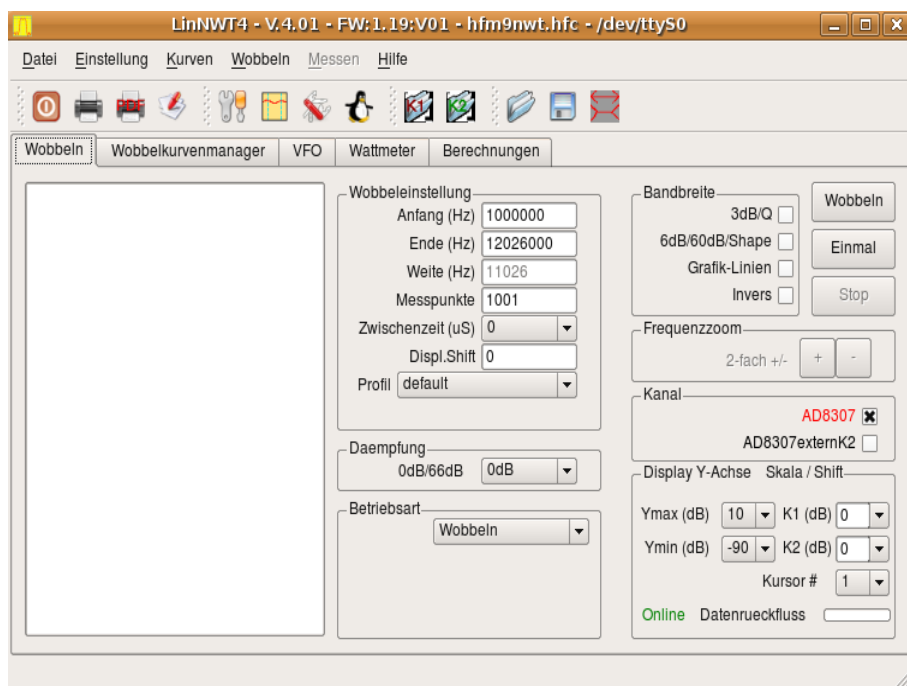 LinNWT4 - V.4.01 - FW:1.19:V01 - hfm9nwt.hfc - /dev/ttyS0
Datei Einstellung Kurven Wobbeln Messen Hilfe
PDF K1 K2
Wobbeln Wobbelkurvenmanager VFO Wattmeter Berechnungen
Wobbeleinstellung
Anfang (Hz) 1000000
Ende (Hz) 12026000
Weite (Hz) 11026
Messpunkte 1001
Zwischenzeit (uS) 0
Displ.Shift 0
Profil default
Daempfung
0dB/66dB 0dB
Betriebsart
Wobbeln
Bandbreite
3dB/Q
6dB/60dB/Shape
Grafik-Linien
Invers
Wobbeln
Einmal
Stop
Frequenzzoom
2-fach +/- + -
Kanal
AD8307
AD8307externK2
Display Y-Achse Skala / Shift
Ymax (dB) 10 K1 (dB) 0
Ymin (dB) -90 K2 (dB) 0
Kursor # 1
Online Datenrueckfluss